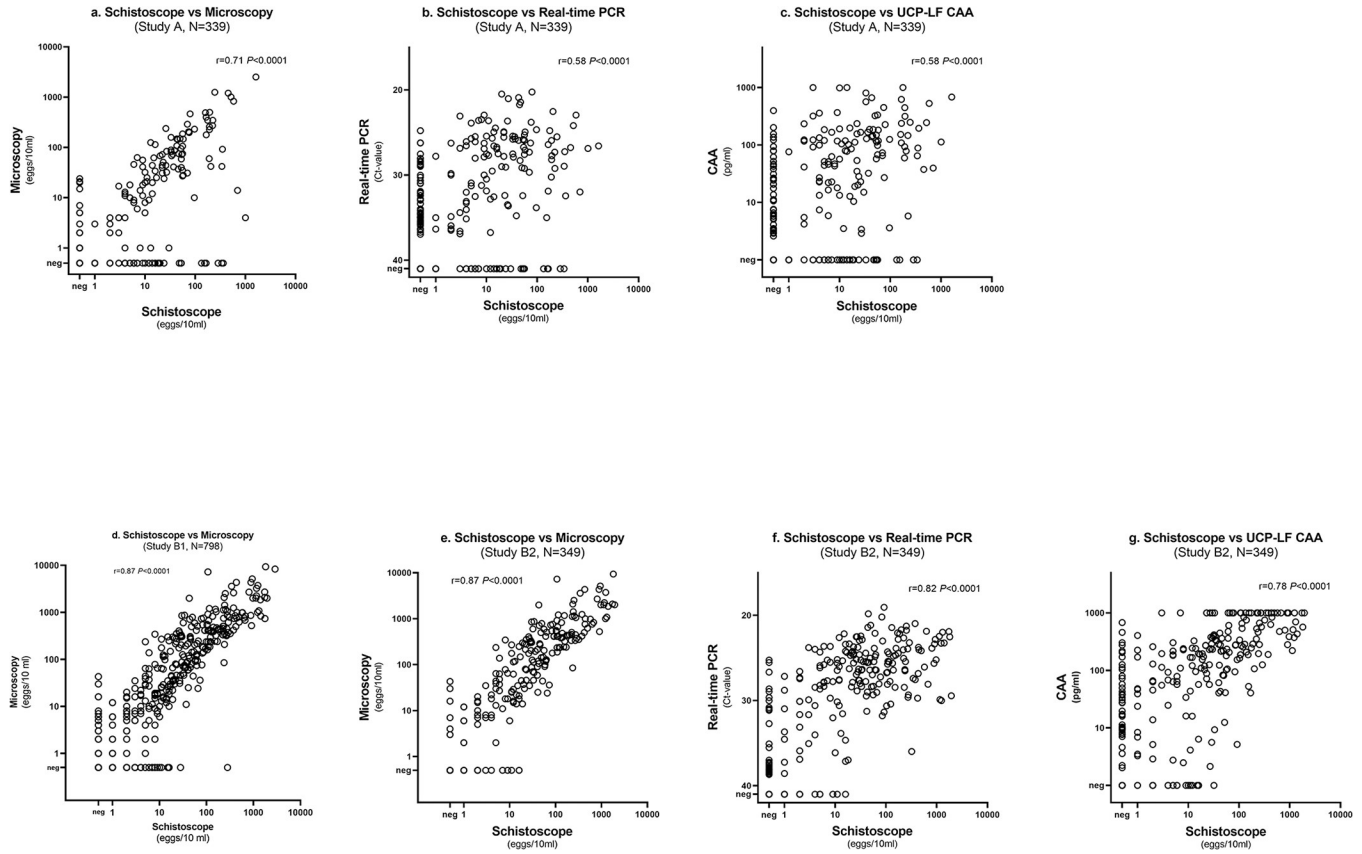 a. Schistoscope vs Microscopy
(Study A, N=339)
r=0.71 P<0.0001
10000
1000
100
10
1
neg
Microscopy
(eggs/10ml)
neg 1 10 100 1000 10000
Schistoscope
(eggs/10ml)
b. Schistoscope vs Real-time PCR
(Study A, N=339)
r=0.58 P<0.0001
20
30
40
neg
Real-time PCR
(Ct-value)
neg 1 10 100 1000 10000
Schistoscope
(eggs/10ml)
c. Schistoscope vs UCP-LF CAA
(Study A, N=339)
r=0.58 P<0.0001
1000
100
10
neg
CAA
(pg/ml)
neg 1 10 100 1000 10000
Schistoscope
(eggs/10ml)
d. Schistoscope vs Microscopy
(Study B1, N=798)
r=0.87 P<0.0001
10000
1000
100
10
1
neg
Microscopy
(eggs/10 ml)
neg 1 10 100 1000 10000
Schistoscope
(eggs/10 ml)
e. Schistoscope vs Microscopy
(Study B2, N=349)
r=0.87 P<0.0001
10000
1000
100
10
1
neg
Microscopy
(eggs/10ml)
neg 1 10 100 1000 10000
Schistoscope
(eggs/10ml)
f. Schistoscope vs Real-time PCR
(Study B2, N=349)
r=0.82 P<0.0001
20
30
40
neg
Real-time PCR
(Ct-value)
neg 1 10 100 1000 10000
Schistoscope
(eggs/10ml)
g. Schistoscope vs UCP-LF CAA
(Study B2, N=349)
r=0.78 P<0.0001
1000
100
10
neg
CAA
(pg/ml)
neg 1 10 100 1000 10000
Schistoscope
(eggs/10ml)